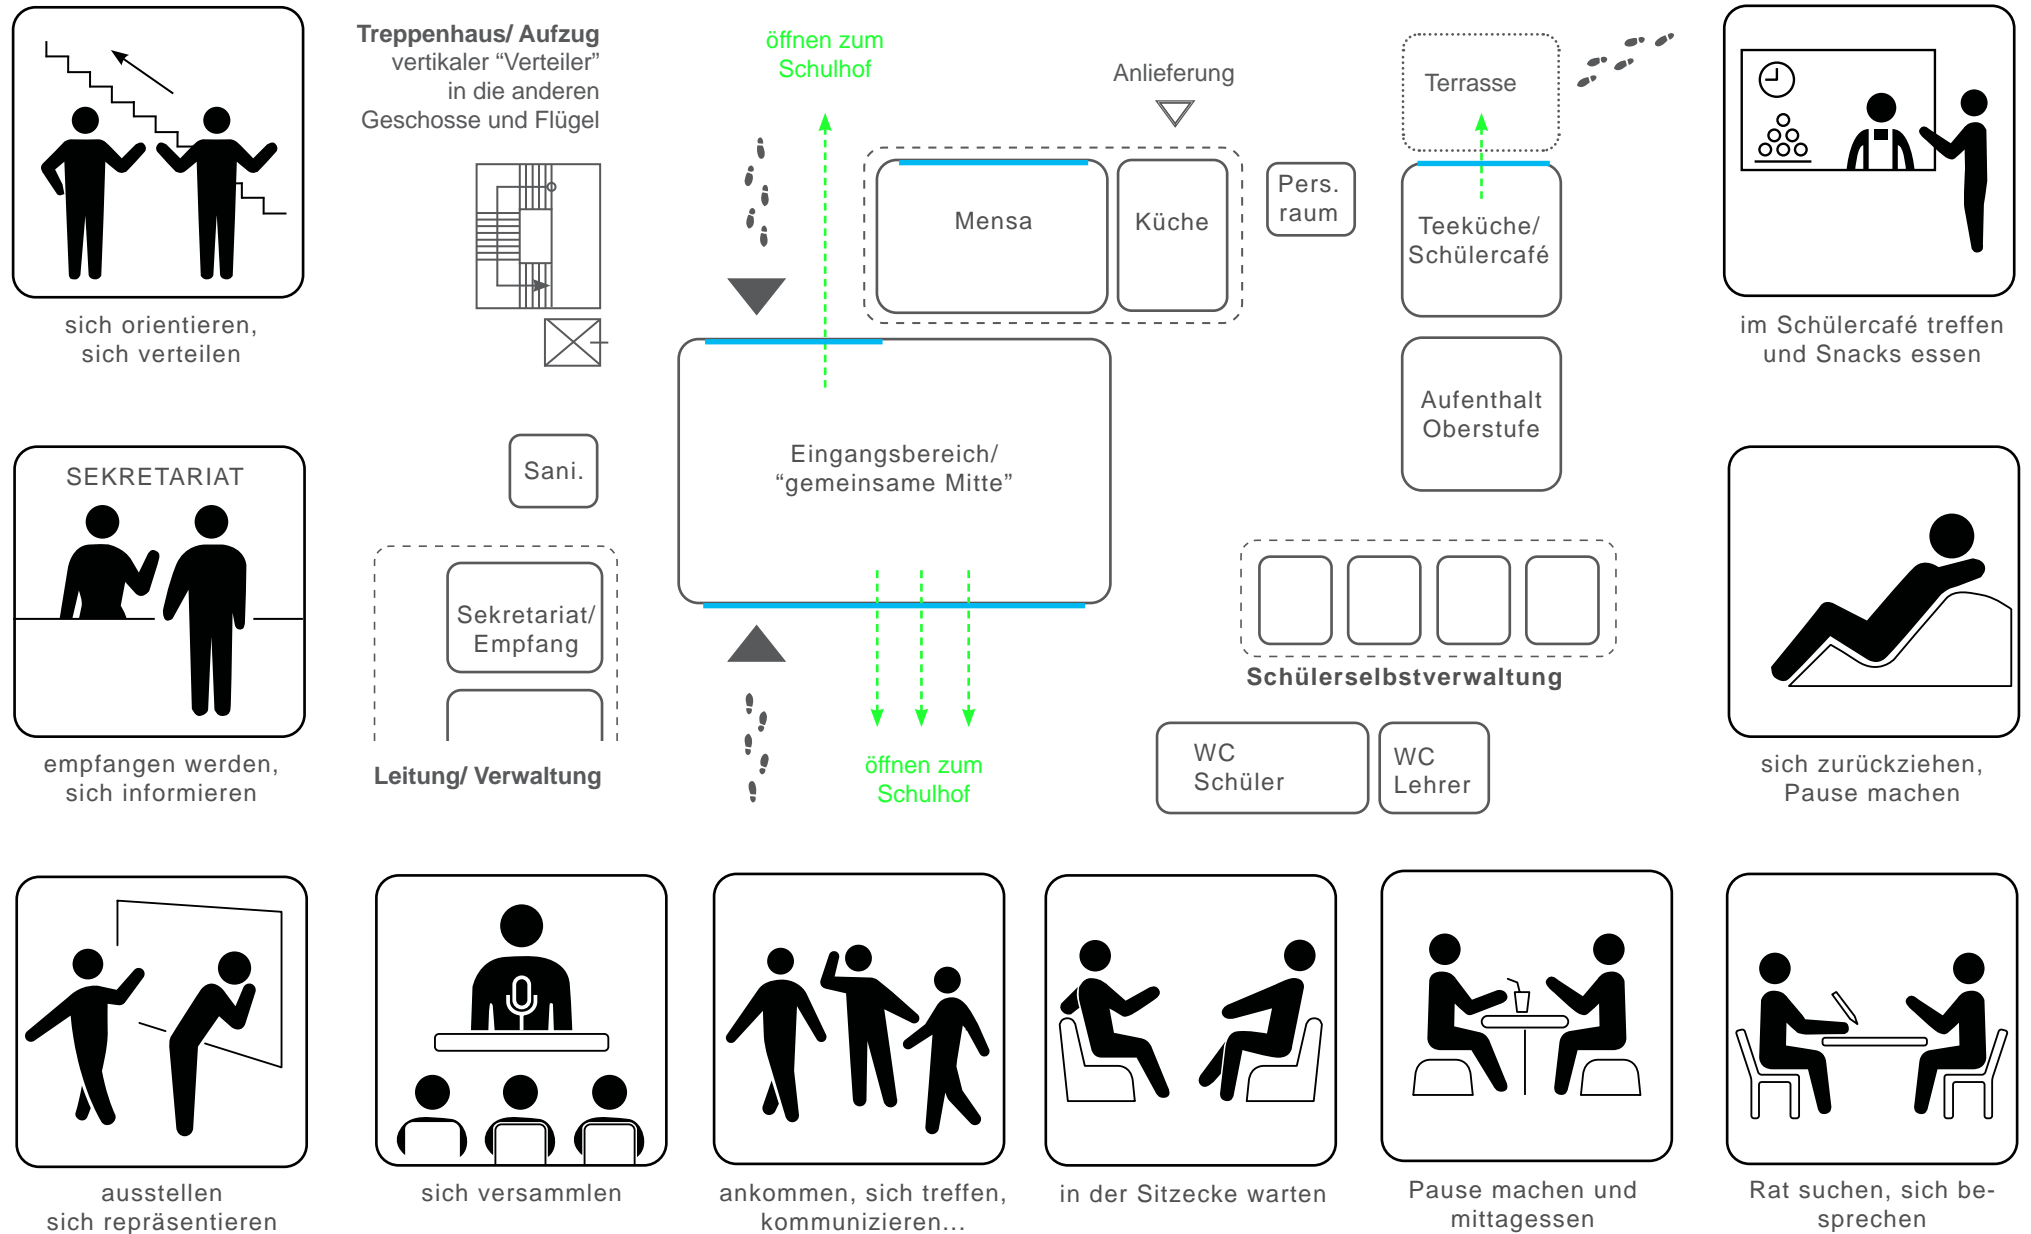 Treppenhaus/ Aufzug
vertikaler “Verteiler”
in die anderen
Geschosse und Flügel
öffnen zum
Schulhof
Anlieferung
Terrasse
Mensa
Küche
Pers.
raum
Teeküche/
Schülercafé
sich orientieren,
sich verteilen
im Schülercafé treffen
und Snacks essen
Aufenthalt
Oberstufe
Eingangsbereich/
“gemeinsame Mitte”
Sani.
SEKRETARIAT
Sekretariat/
Empfang
Schülerselbstverwaltung
empfangen werden,
sich informieren
Leitung/ Verwaltung
öffnen zum
Schulhof
WC
Schüler
WC
Lehrer
sich zurückziehen,
Pause machen
ausstellen
sich repräsentieren
sich versammlen
ankommen, sich treffen,
kommunizieren...
in der Sitzecke warten
Pause machen und
mittagessen
Rat suchen, sich be-
sprechen